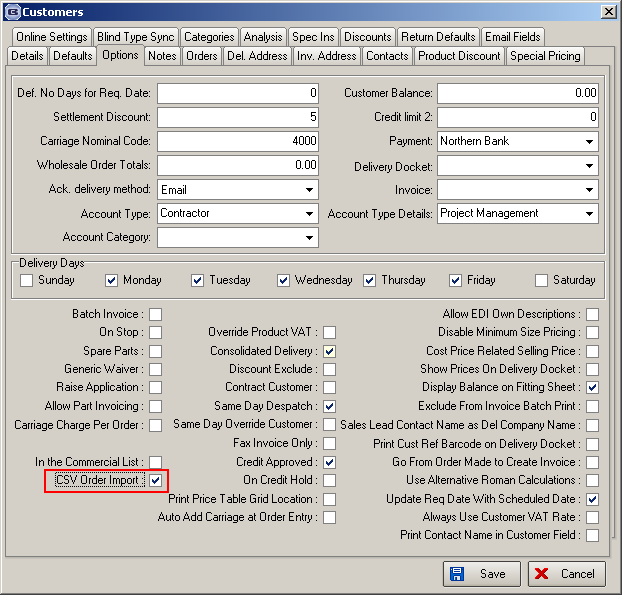 Customers
Online Settings Blind Type Sync Categories Analysis Spec Ins Discounts Return Defaults Email Fields
Details Defaults Options Notes Orders Del. Address Inv. Address Contacts Product Discount Special Pricing
Def. No Days for Req. Date: 0 Customer Balance: 0.00
Settlement Discount: 5 Credit limit 2: 0
Carriage Nominal Code: 4000 Payment: Northern Bank
Wholesale Order Totals: 0.00 Delivery Docket:
Ack. delivery method: Email Invoice:
Account Type: Contractor Account Type Details: Project Management
Account Category:
Delivery Days
Sunday Monday Tuesday Wednesday Thursday Friday Saturday
Batch Invoice : Allow EDI Own Descriptions :
On Stop : Override Product VAT : Disable Minimum Size Pricing :
Spare Parts : Consolidated Delivery : Cost Price Related Selling Price :
Generic Waiver : Discount Exclude : Show Prices On Delivery Docket :
Raise Application : Contract Customer : Display Balance on Fitting Sheet :
Allow Part Invoicing : Same Day Despatch : Exclude From Invoice Batch Print :
Carriage Charge Per Order : Same Day Override Customer : Sales Lead Contact Name as Del Company Name :
Fax Invoice Only : Print Cust Ref Barcode on Delivery Docket :
In the Commercial List : Credit Approved : Go From Order Made to Create Invoice :
CSV Order Import : On Credit Hold : Use Alternative Roman Calculations :
Print Price Table Grid Location : Update Req Date With Scheduled Date :
Auto Add Carriage at Order Entry : Always Use Customer VAT Rate :
Print Contact Name in Customer Field :
Save Cancel